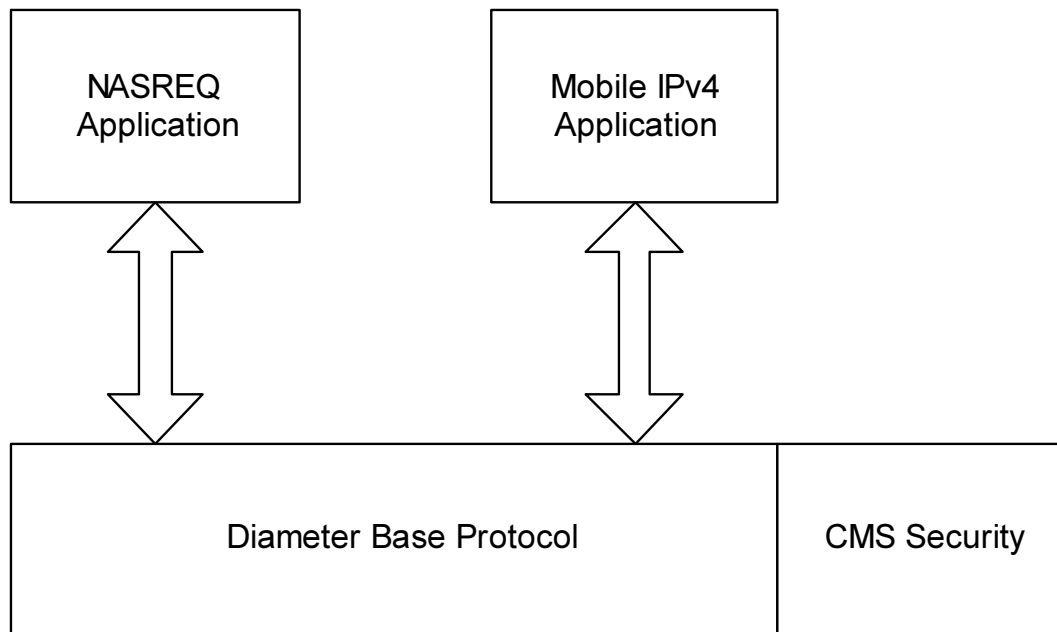 NASREQ
Application
Mobile IPv4
Application
Diameter Base Protocol
CMS Security